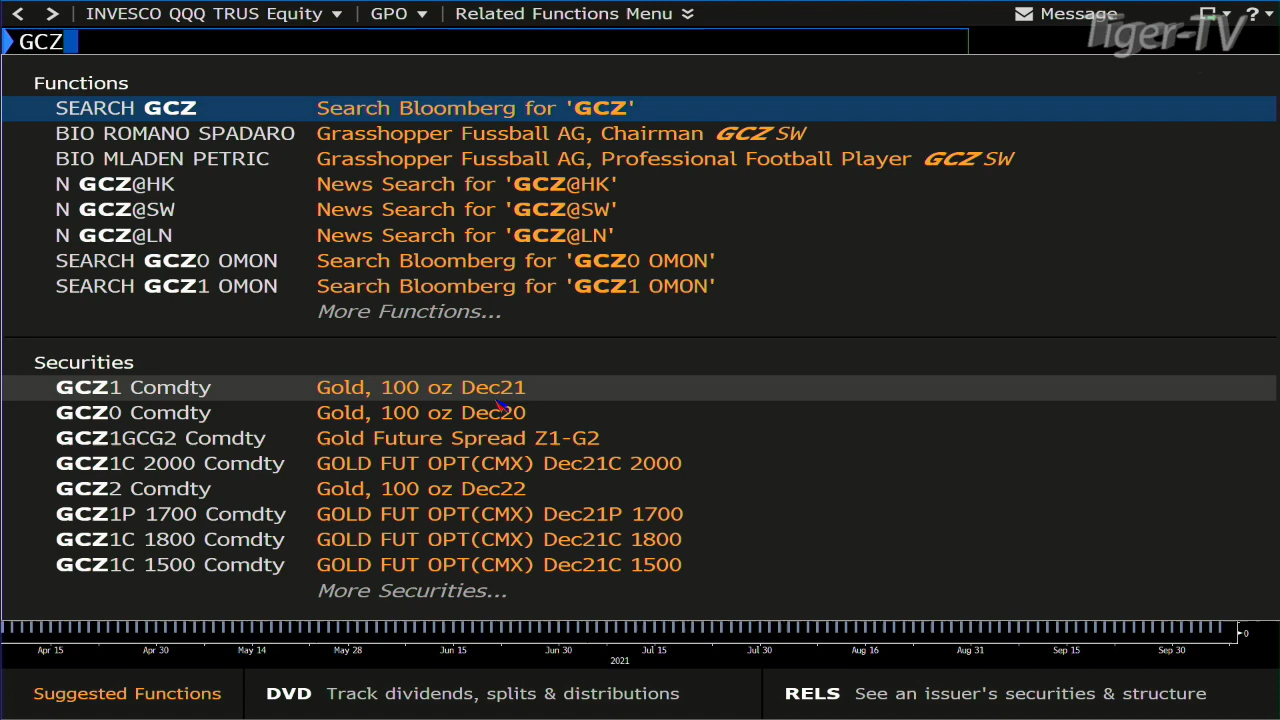 INVESCO QQQ TRUS Equity GPO Related Functions Menu Message ?
Tiger-TV
GCZ
Functions
SEARCH GCZ Search Bloomberg for 'GCZ'
BIO ROMANO SPADARO Grasshopper Fussball AG, Chairman GCZ SW
BIO MLADEN PETRIC Grasshopper Fussball AG, Professional Football Player GCZ SW
N GCZ@HK News Search for 'GCZ@HK'
N GCZ@SW News Search for 'GCZ@SW'
N GCZ@LN News Search for 'GCZ@LN'
SEARCH GCZ0 OMON Search Bloomberg for 'GCZ0 OMON'
SEARCH GCZ1 OMON Search Bloomberg for 'GCZ1 OMON'
More Functions...
Securities
GCZ1 Comdty Gold, 100 oz Dec21
GCZ0 Comdty Gold, 100 oz Dec20
GCZ1GCG2 Comdty Gold Future Spread Z1-G2
GCZ1C 2000 Comdty GOLD FUT OPT(CMX) Dec21C 2000
GCZ2 Comdty Gold, 100 oz Dec22
GCZ1P 1700 Comdty GOLD FUT OPT(CMX) Dec21P 1700
GCZ1C 1800 Comdty GOLD FUT OPT(CMX) Dec21C 1800
GCZ1C 1500 Comdty GOLD FUT OPT(CMX) Dec21C 1500
More Securities...
0
Apr 15 Apr 30 May 14 May 28 Jun 15 Jun 30 Jul 15 Jul 30 Aug 16 Aug 31 Sep 15 Sep 30
2021
Suggested Functions DVD Track dividends, splits & distributions RELS See an issuer's securities & structure